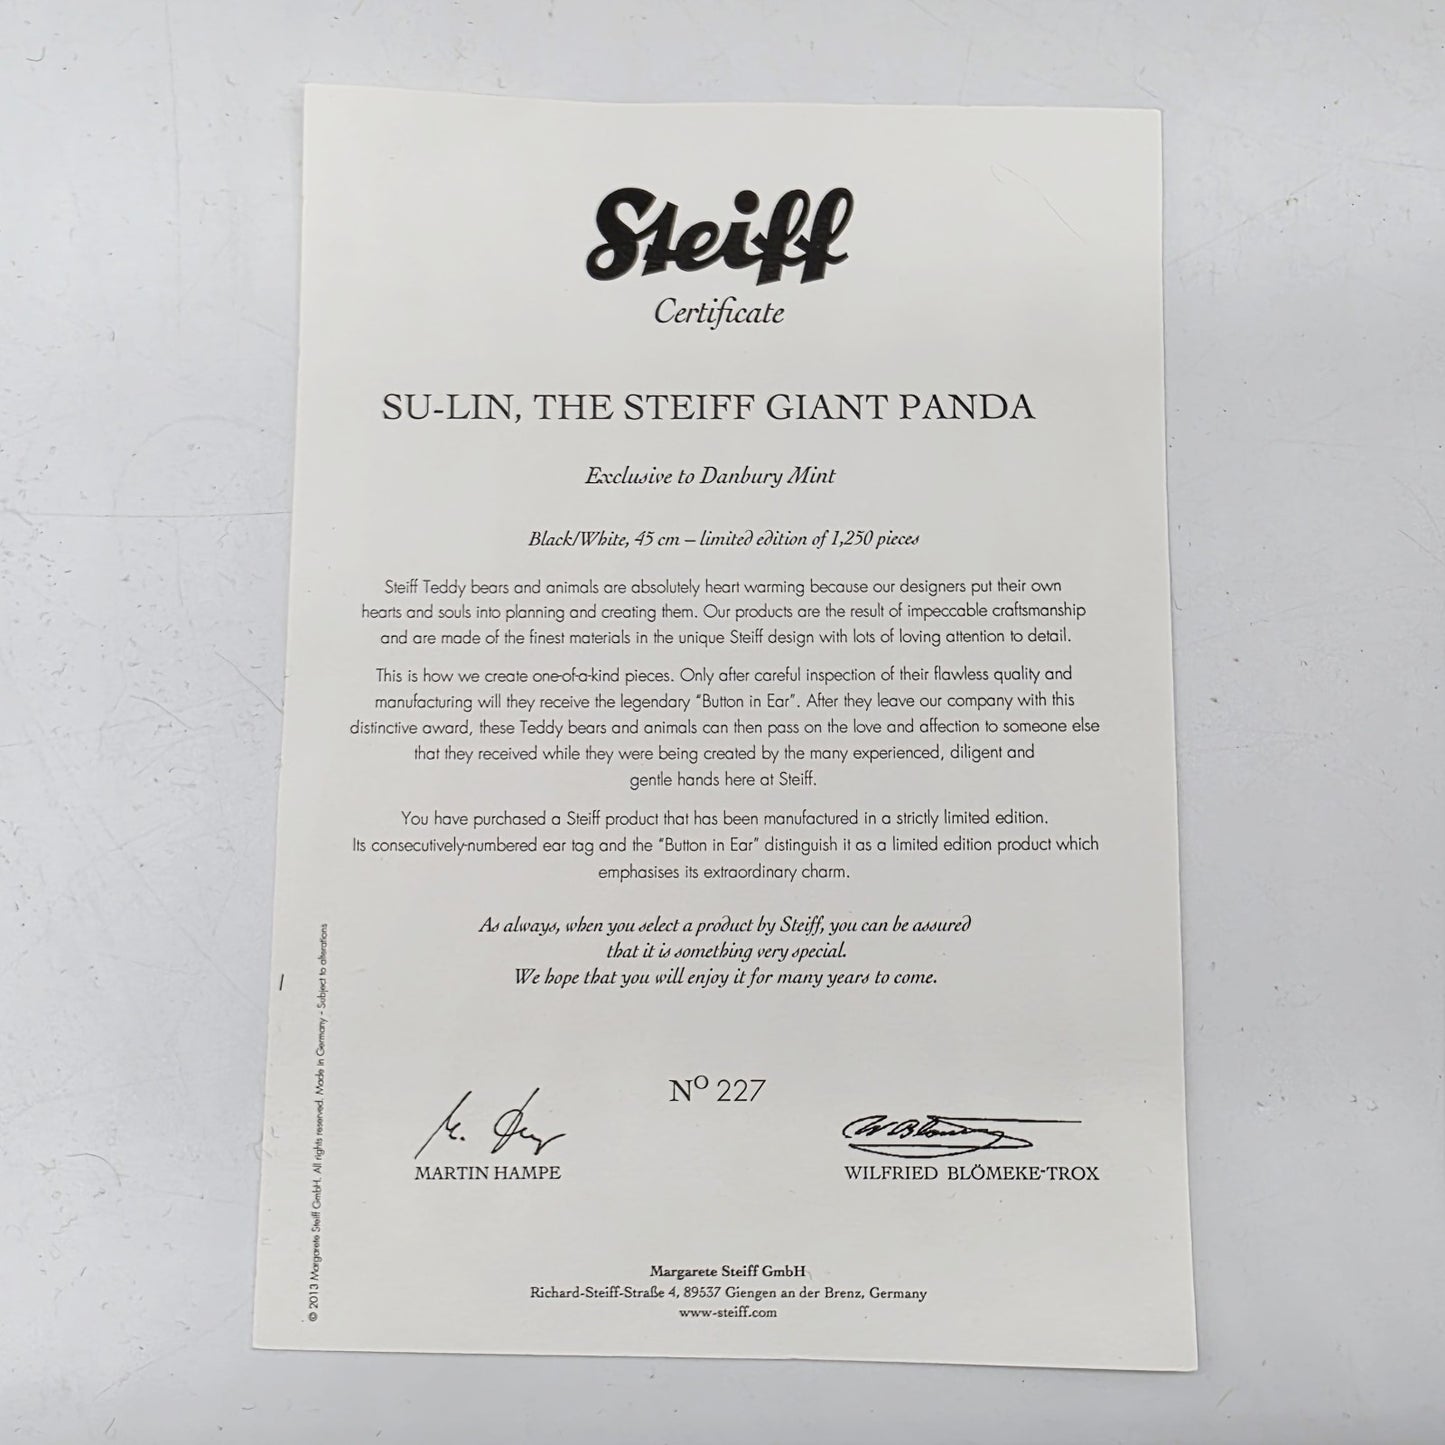 Steiff
Certificate
SU-LIN, THE STEIFF GIANT PANDA
Exclusive to Danbury Mint
Black/White, 45 cm – limited edition of 1,250 pieces
Steiff Teddy bears and animals are absolutely heart warming because our designers put their own
hearts and souls into planning and creating them. Our products are the result of impeccable craftsmanship
and are made of the finest materials in the unique Steiff design with lots of loving attention to detail.
This is how we create one-of-a-kind pieces. Only after careful inspection of their flawless quality and
manufacturing will they receive the legendary "Button in Ear". After they leave our company with this
distinctive award, these Teddy bears and animals can then pass on the love and affection to someone else
that they received while they were being created by the many experienced, diligent and
gentle hands here at Steiff.
You have purchased a Steiff product that has been manufactured in a strictly limited edition.
Its consecutively-numbered ear tag and the "Button in Ear" distinguish it as a limited edition product which
emphasises its extraordinary charm.
As always, when you select a product by Steiff, you can be assured
that it is something very special.
We hope that you will enjoy it for many years to come.
Nº 227
MARTIN HAMPE
WILFRIED BLÖMEKE-TROX
Margarete Steiff GmbH
Richard-Steiff-Straße 4, 89537 Giengen an der Brenz, Germany
www-steiff.com
© 2013 Margarete Steiff GmbH. All rights reserved. Made in Germany - Subject to alterations